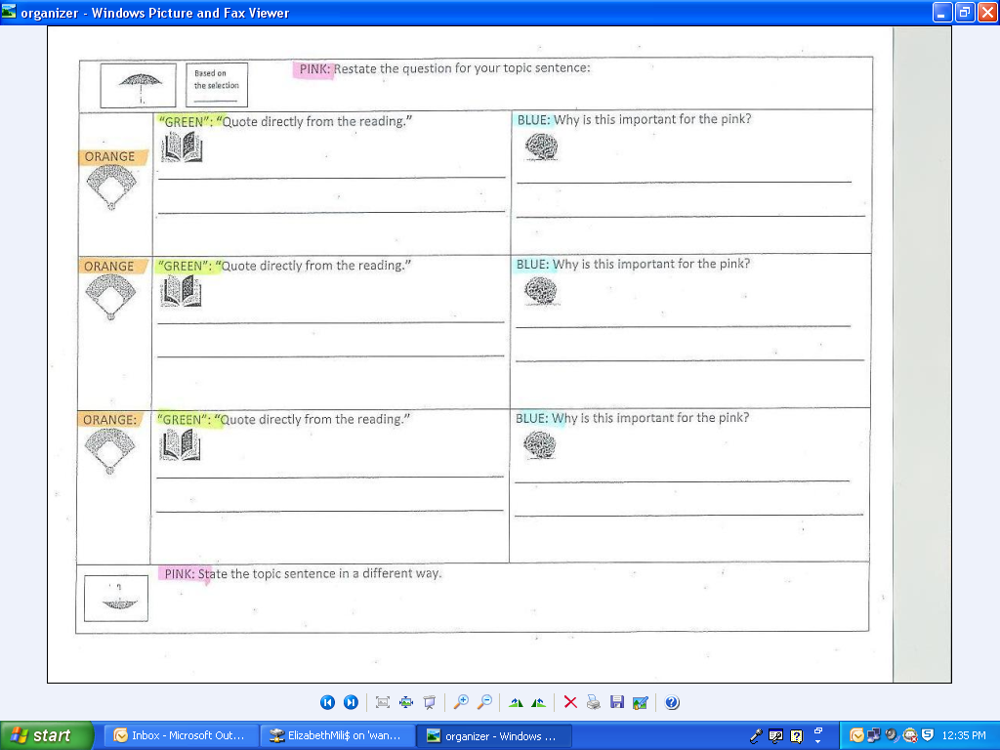 organizer - Windows Picture and Fax Viewer
Based on
the selection
PINK: Restate the question for your topic sentence:
ORANGE
"GREEN": "Quote directly from the reading."
BLUE: Why is this important for the pink?
ORANGE
"GREEN": "Quote directly from the reading."
BLUE: Why is this important for the pink?
ORANGE:
"GREEN": "Quote directly from the reading."
BLUE: Why is this important for the pink?
PINK: State the topic sentence in a different way.
start
Inbox - Microsoft Out...
ElizabethMili$ on 'wan...
organizer - Windows ...
12:35 PM